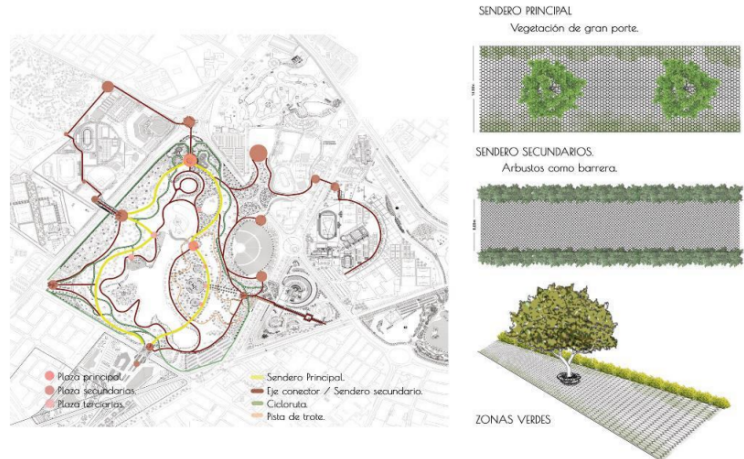 SENDERO PRINCIPAL
Vegetación de gran porte.
SENDERO SECUNDARIOS.
Arbustos como barrera.
ZONAS VERDES
Plaza principal.
Plaza secundarias.
Plaza terciarias.
Sendero Principal.
Eje conector / Sendero secundario.
Cicloruta.
Pista de trote.